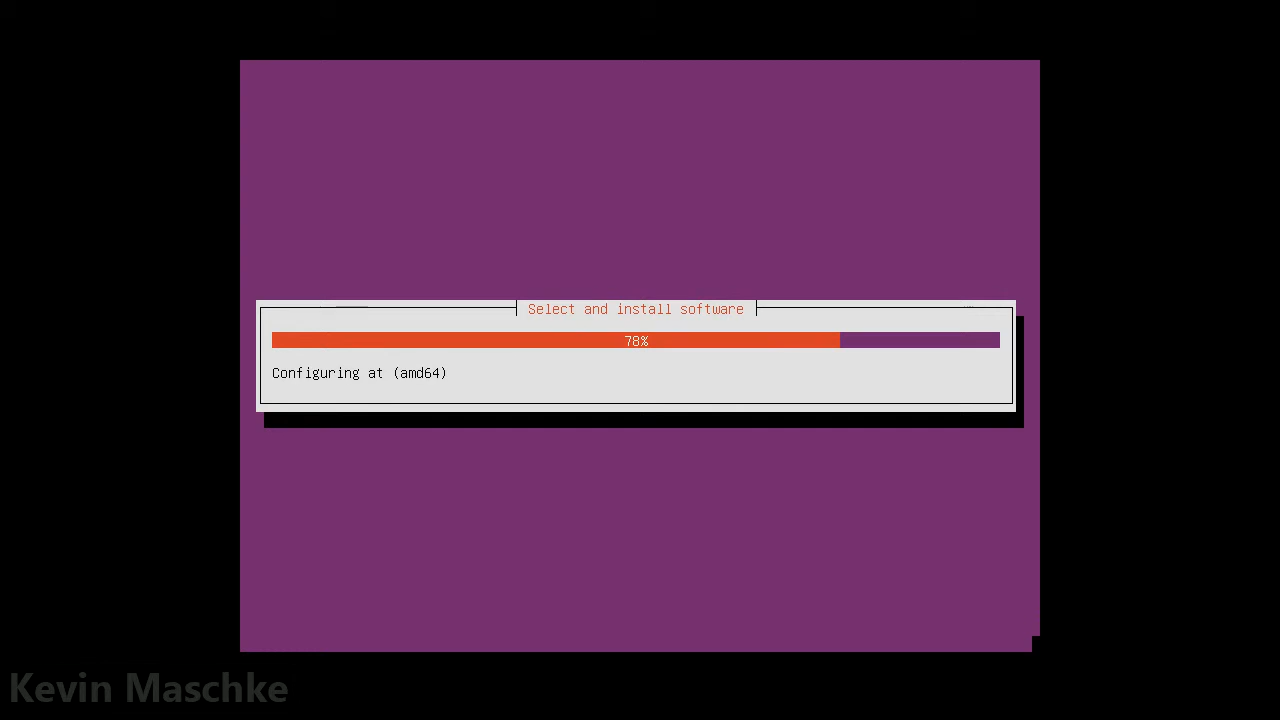 Select and install software
78%
Configuring at (amd64)
Kevin Maschke